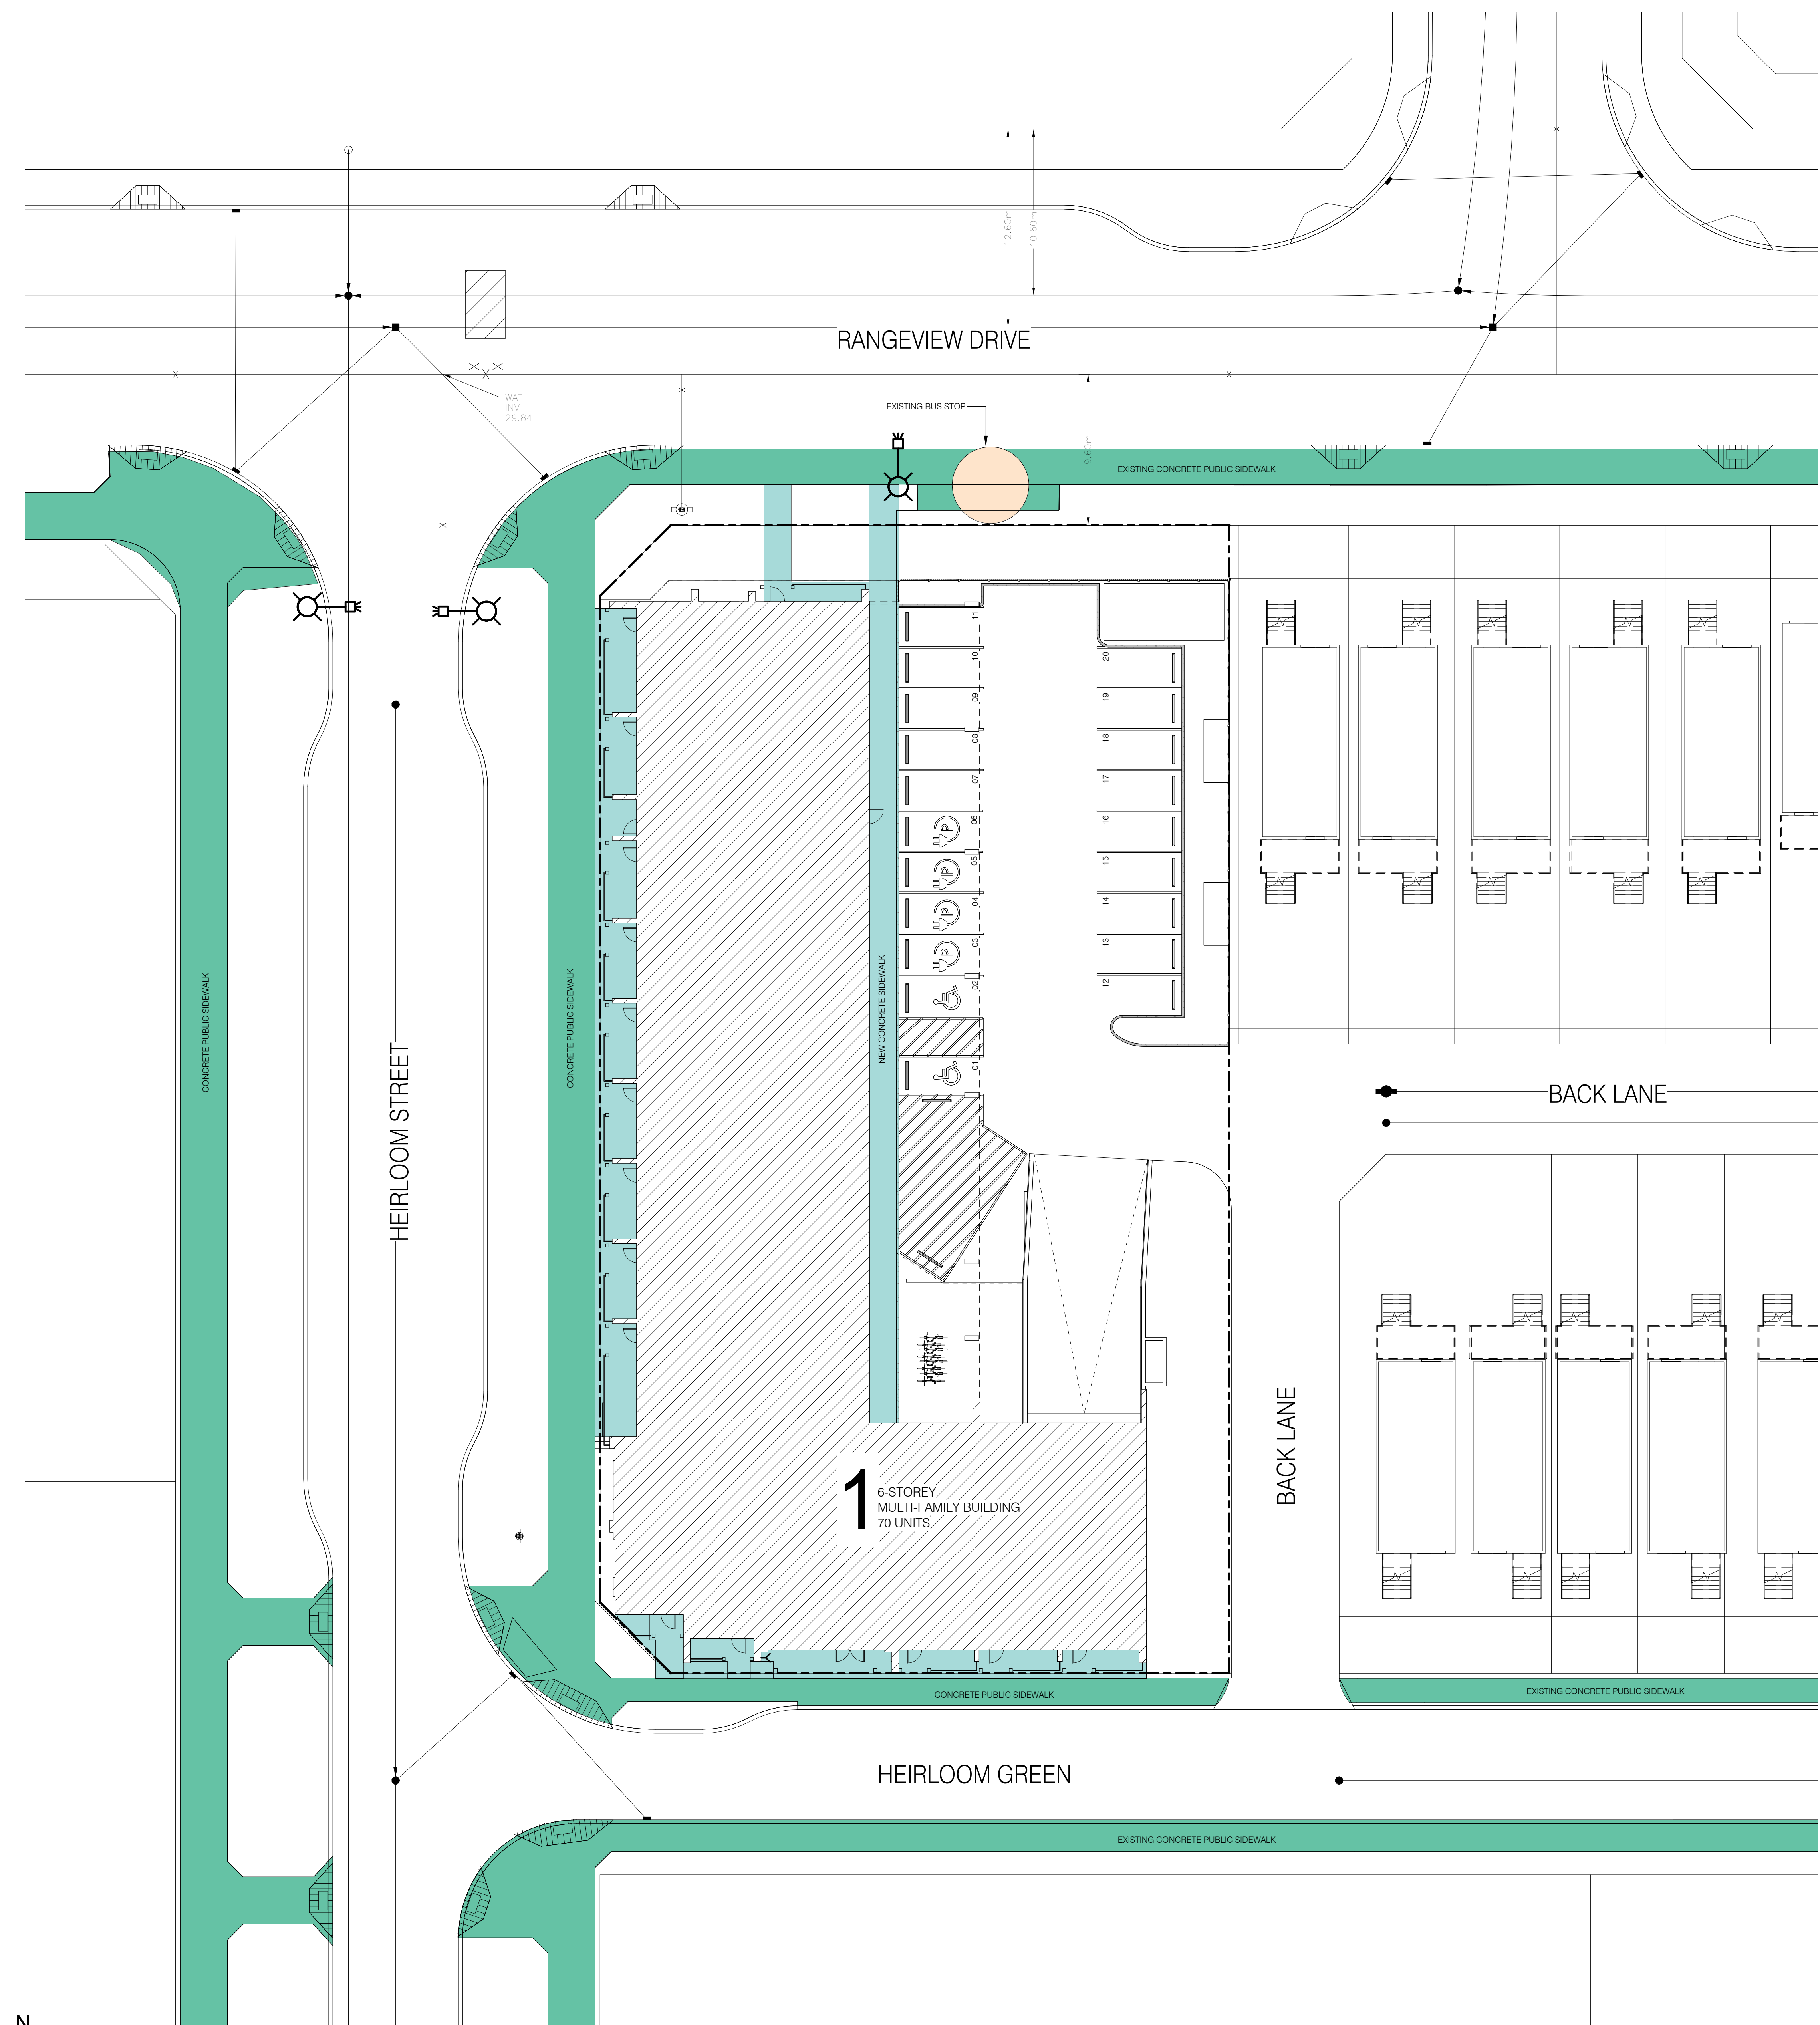 12.60m
10.60m
RANGEVIEW DRIVE
WAT
INV
29.84
EXISTING BUS STOP
9.60m
EXISTING CONCRETE PUBLIC SIDEWALK
11
10
09
08
07
06
05
04
03
02
01
20
19
18
17
16
15
14
13
12
P
P
P
P
CONCRETE PUBLIC SIDEWALK
HEIRLOOM STREET
CONCRETE PUBLIC SIDEWALK
NEW CONCRETE SIDEWALK
BACK LANE
BACK LANE
1
6-STOREY
MULTI-FAMILY BUILDING
70 UNITS
CONCRETE PUBLIC SIDEWALK
EXISTING CONCRETE PUBLIC SIDEWALK
HEIRLOOM GREEN
EXISTING CONCRETE PUBLIC SIDEWALK
N